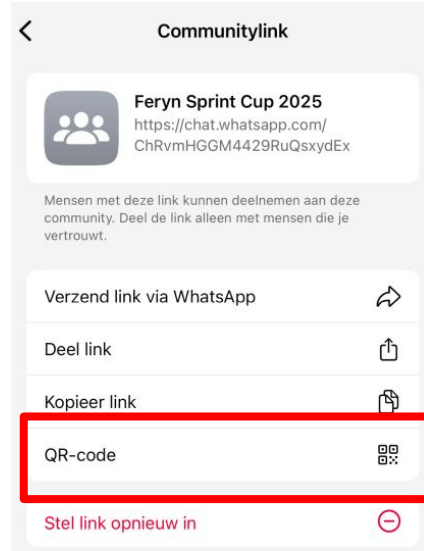 Communitylink
Feryn Sprint Cup 2025
https://chat.whatsapp.com/
ChRvmHGGM4429RuQsxydEx
Mensen met deze link kunnen deelnemen aan deze
community. Deel de link alleen met mensen die je
vertrouwt.
Verzend link via WhatsApp
Deel link
Kopieer link
QR-code
Stel link opnieuw in